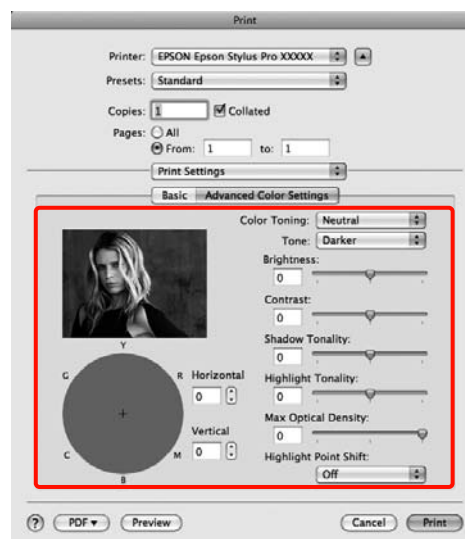 Print
Printer: EPSON Epson Stylus Pro XXXXX
Presets: Standard
Copies: 1 Collated
Pages: All
From: 1 to: 1
Print Settings
Basic Advanced Color Settings
Color Toning: Neutral
Tone: Darker
Brightness:
0
Contrast:
0
Shadow Tonality:
0
Highlight Tonality:
0
Max Optical Density:
0
Highlight Point Shift:
Off
Y
G R
C M
B
Horizontal
0
Vertical
0
? PDF Preview Cancel Print